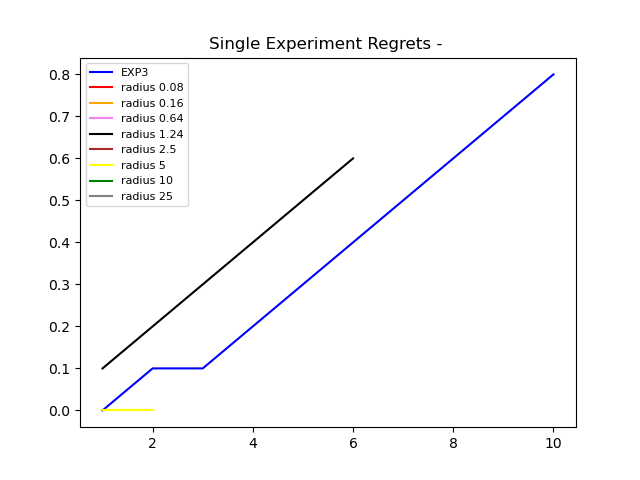 Single Experiment Regrets -
0.8
0.7
0.6
0.5
0.4
0.3
0.2
0.1
0.0
EXP3
radius 0.08
radius 0.16
radius 0.64
radius 1.24
radius 2.5
radius 5
radius 10
radius 25
2
4
6
8
10